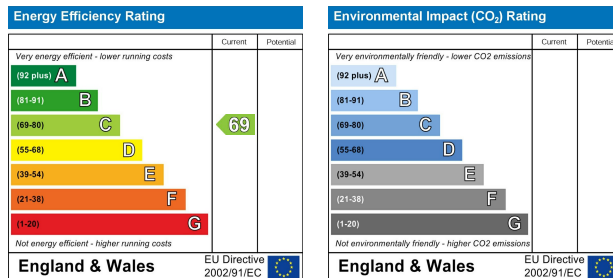 Energy Efficiency Rating
Current Potential
Very energy efficient - lower running costs
(92 plus) A
(81-91) B
(69-80) C 69
(55-68) D
(39-54) E
(21-38) F
(1-20) G
Not energy efficient - higher running costs
England & Wales
EU Directive
2002/91/EC
Environmental Impact (CO₂) Rating
Current Potential
Very environmentally friendly - lower CO2 emissions
(92 plus) A
(81-91) B
(69-80) C
(55-68) D
(39-54) E
(21-38) F
(1-20) G
Not environmentally friendly - higher CO2 emissions
England & Wales
EU Directive
2002/91/EC